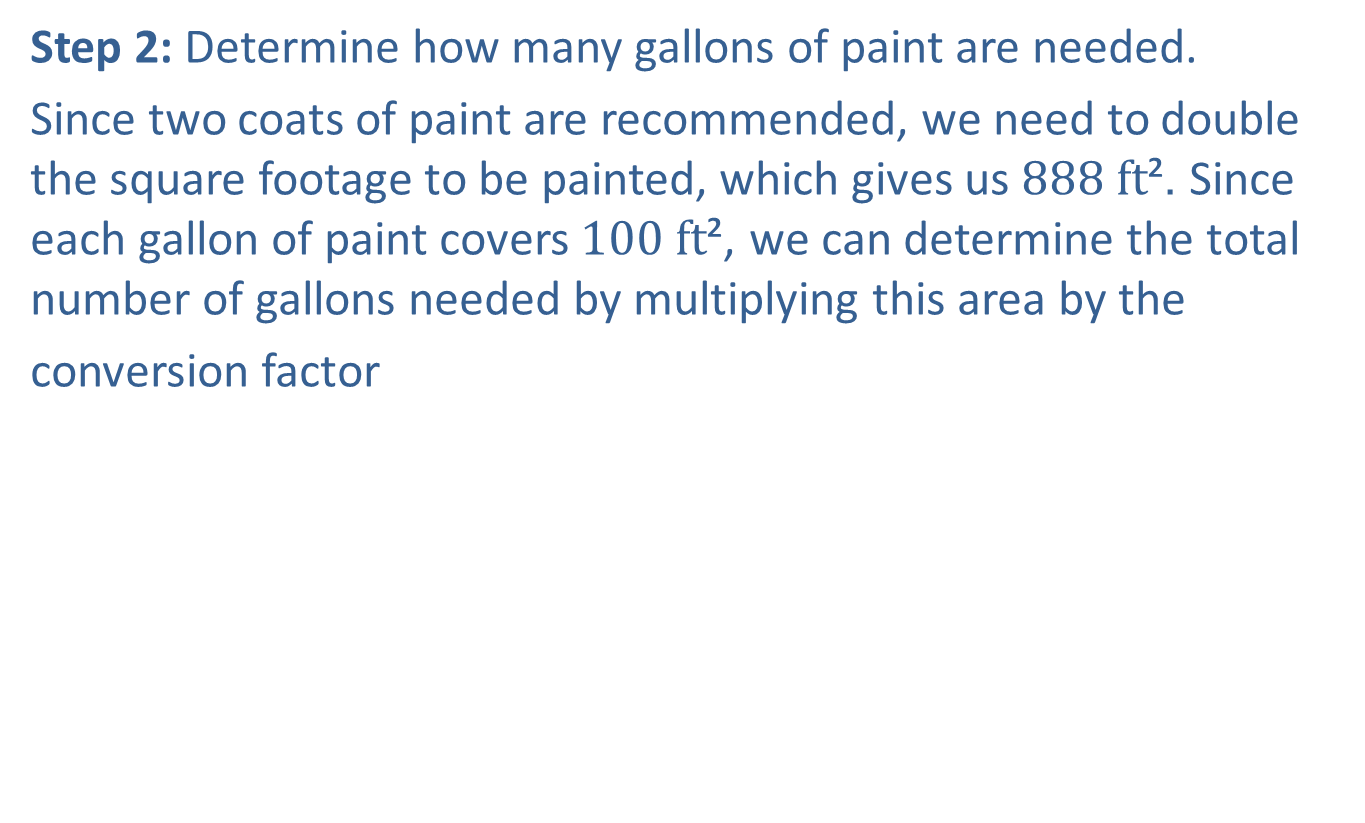 Step 2: Determine how many gallons of paint are needed.
Since two coats of paint are recommended, we need to double
the square footage to be painted, which gives us 888 ft². Since
each gallon of paint covers 100 ft², we can determine the total
number of gallons needed by multiplying this area by the
conversion factor